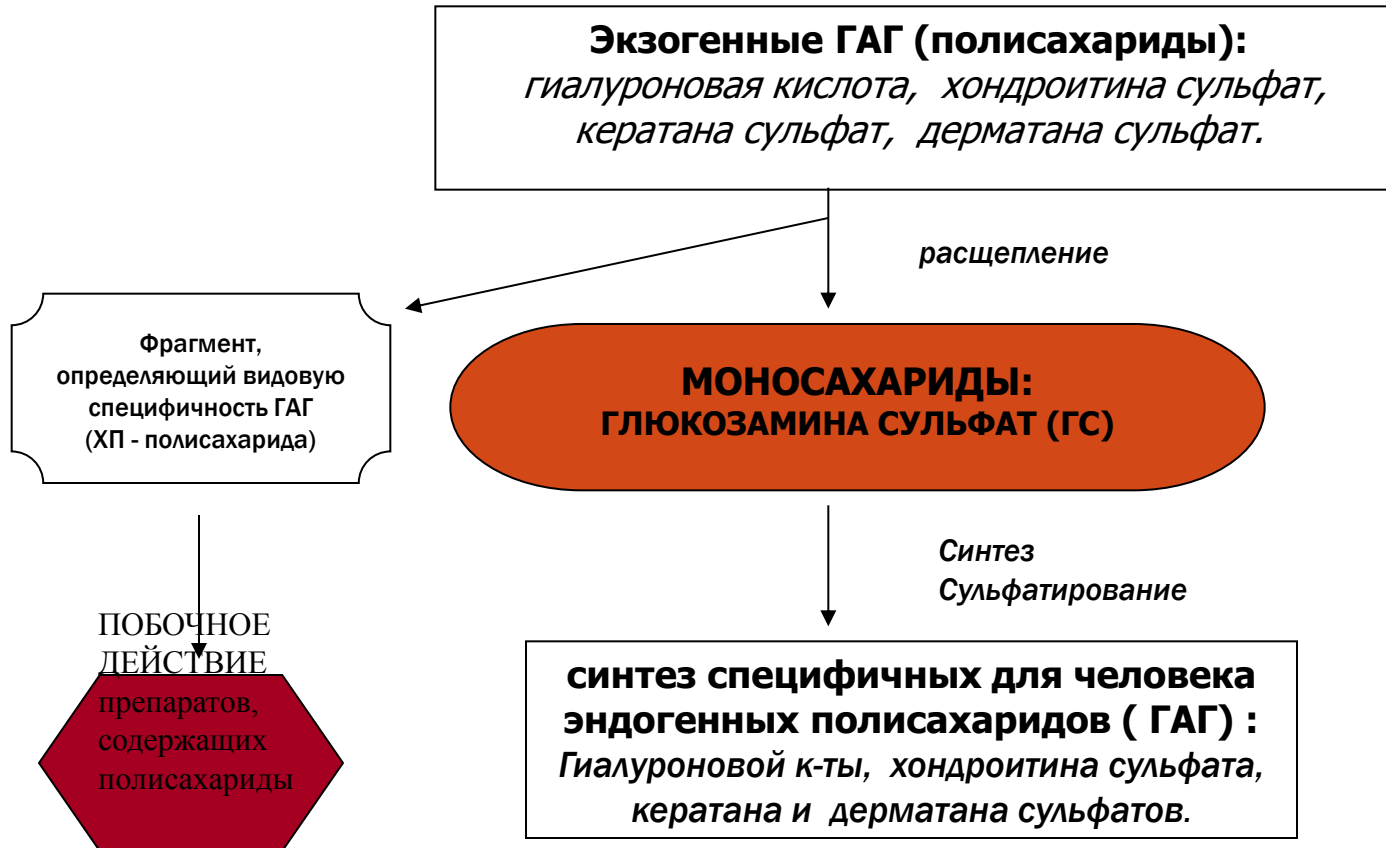 Экзогенные ГАГ (полисахариды):
гиалуроновая кислота, хондроитина сульфат,
кератана сульфат, дерматана сульфат.
расщепление
Фрагмент,
определяющий видовую
специфичность ГАГ
(ХП - полисахарида)
МОНОСАХАРИДЫ:
ГЛЮКОЗАМИНА СУЛЬФАТ (ГС)
Синтез
Сульфатирование
ПОБОЧНОЕ
ДЕЙСТВИЕ
препаратов,
содержащих
полисахариды
синтез специфичных для человека
эндогенных полисахаридов ( ГАГ) :
Гиалуроновой к-ты, хондроитина сульфата,
кератана и дерматана сульфатов.